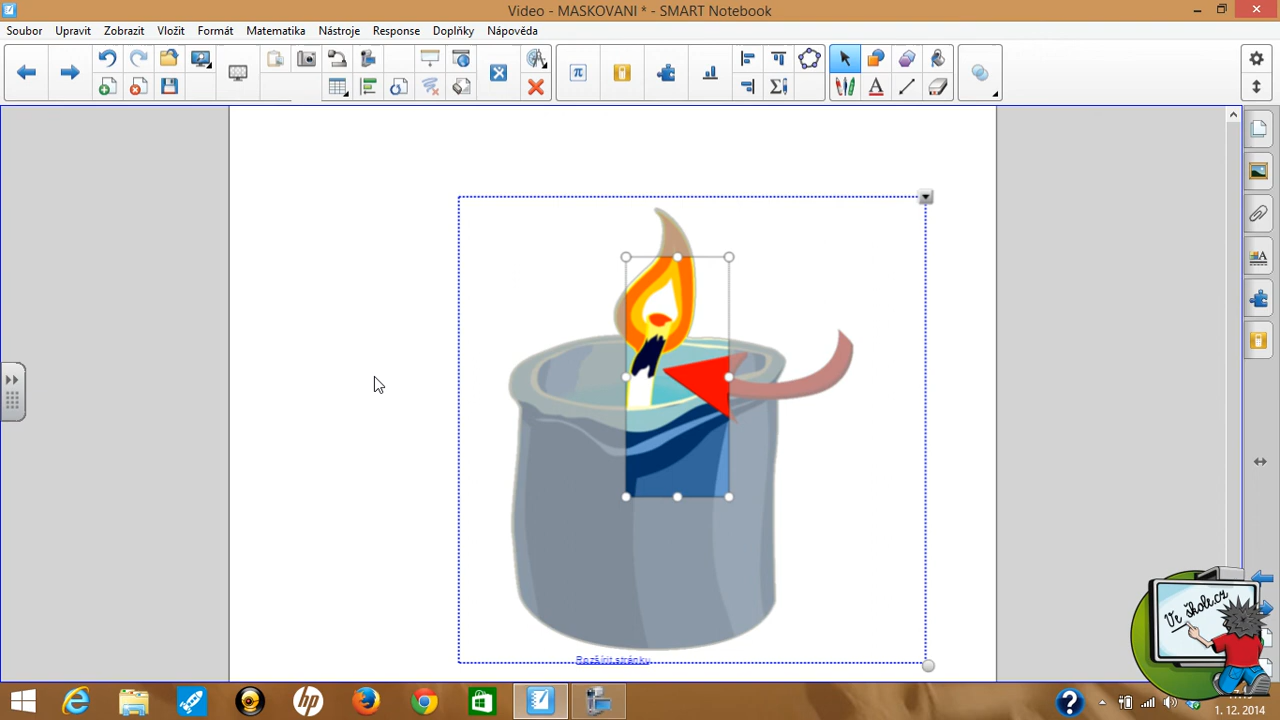 Video - MASKOVANI * - SMART Notebook
Soubor Upravit Zobrazit Vložit Formát Matematika Nástroje Response Doplňky Nápověda
Rozšířit stránky
Ve škole.cz
1. 12. 2014